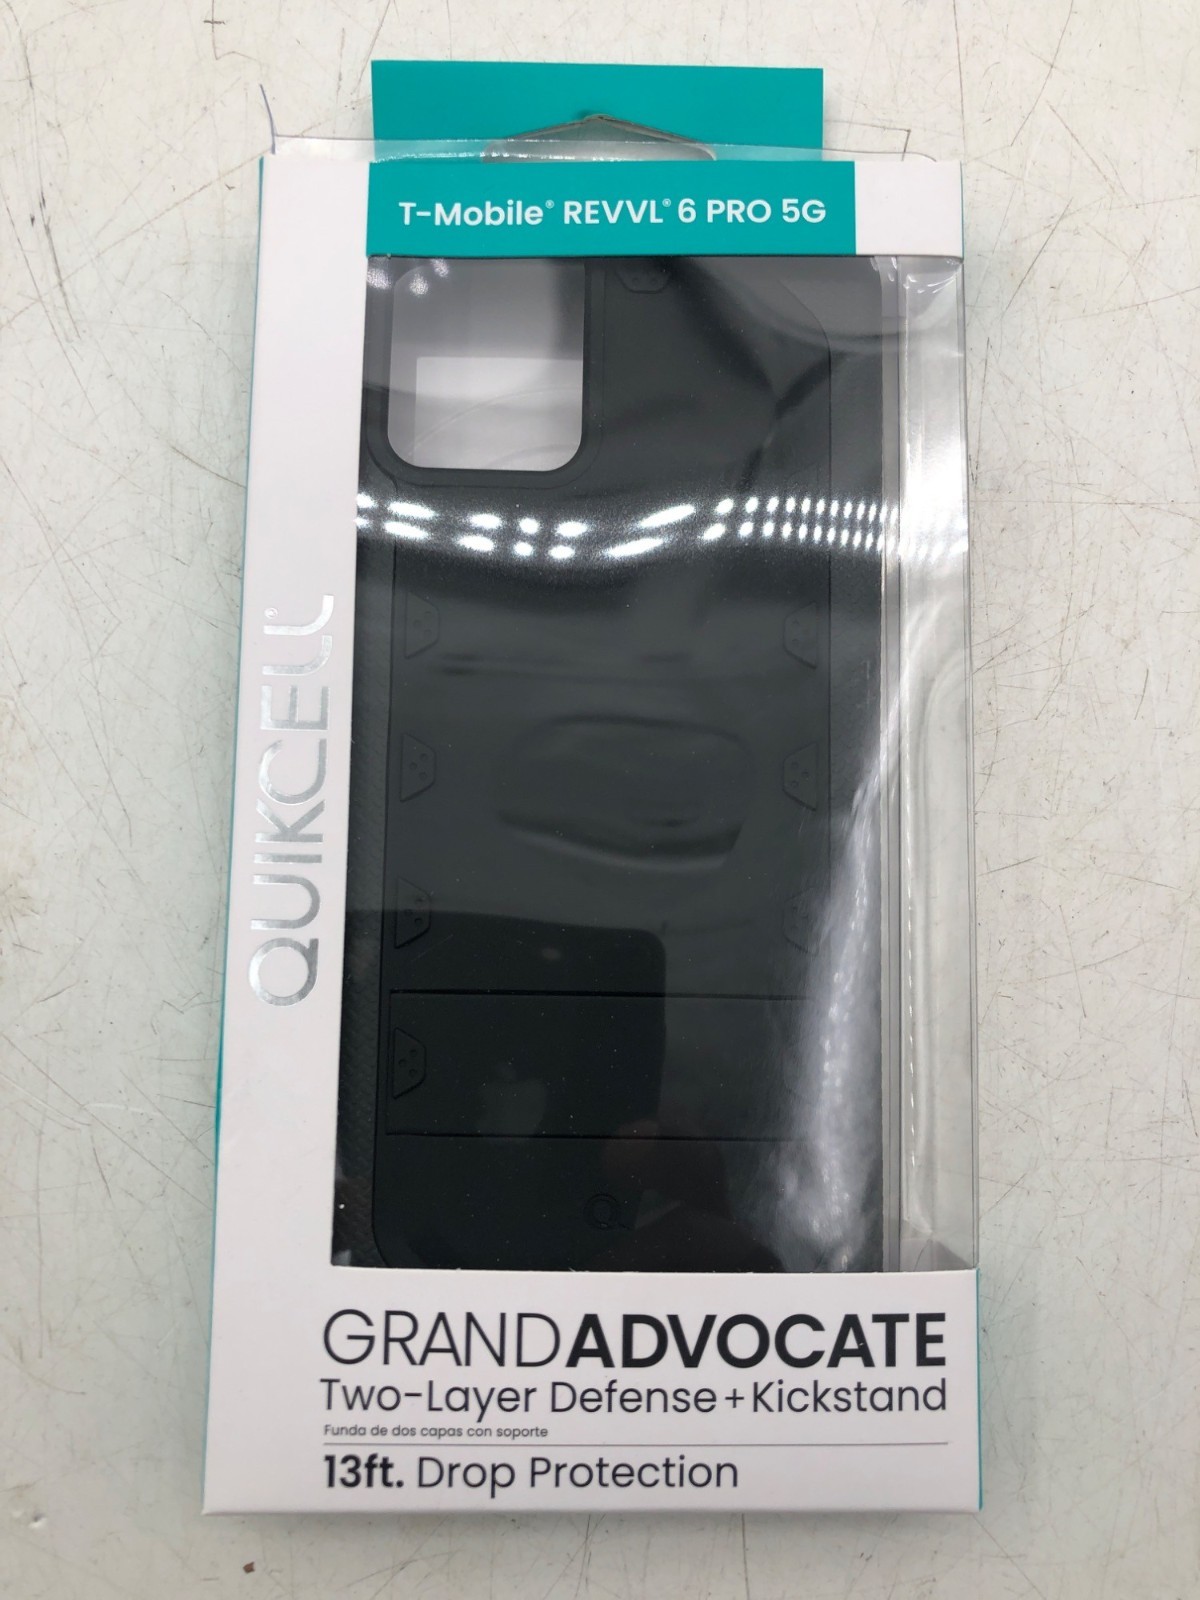 T-Mobile® REVVL® 6 PRO 5G
QUIKCELL®
GRANDADVOCATE
Two-Layer Defense+Kickstand
Funda de dos capas con soporte
13ft. Drop Protection